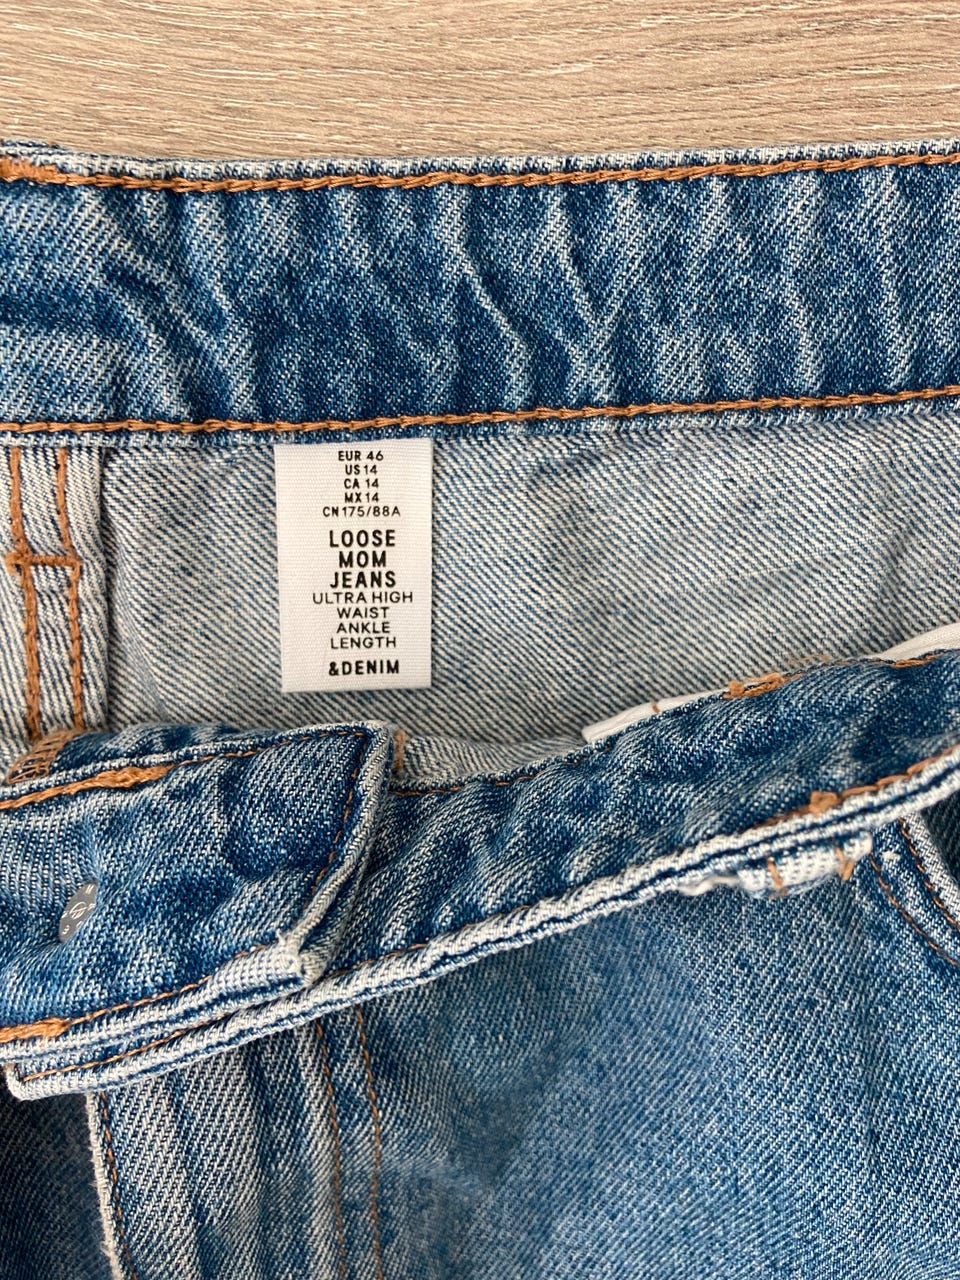 EUR 46
US 14
CA 14
MX 14
CN 175/88A
LOOSE
MOM
JEANS
ULTRA HIGH
WAIST
ANKLE
LENGTH
&DENIM